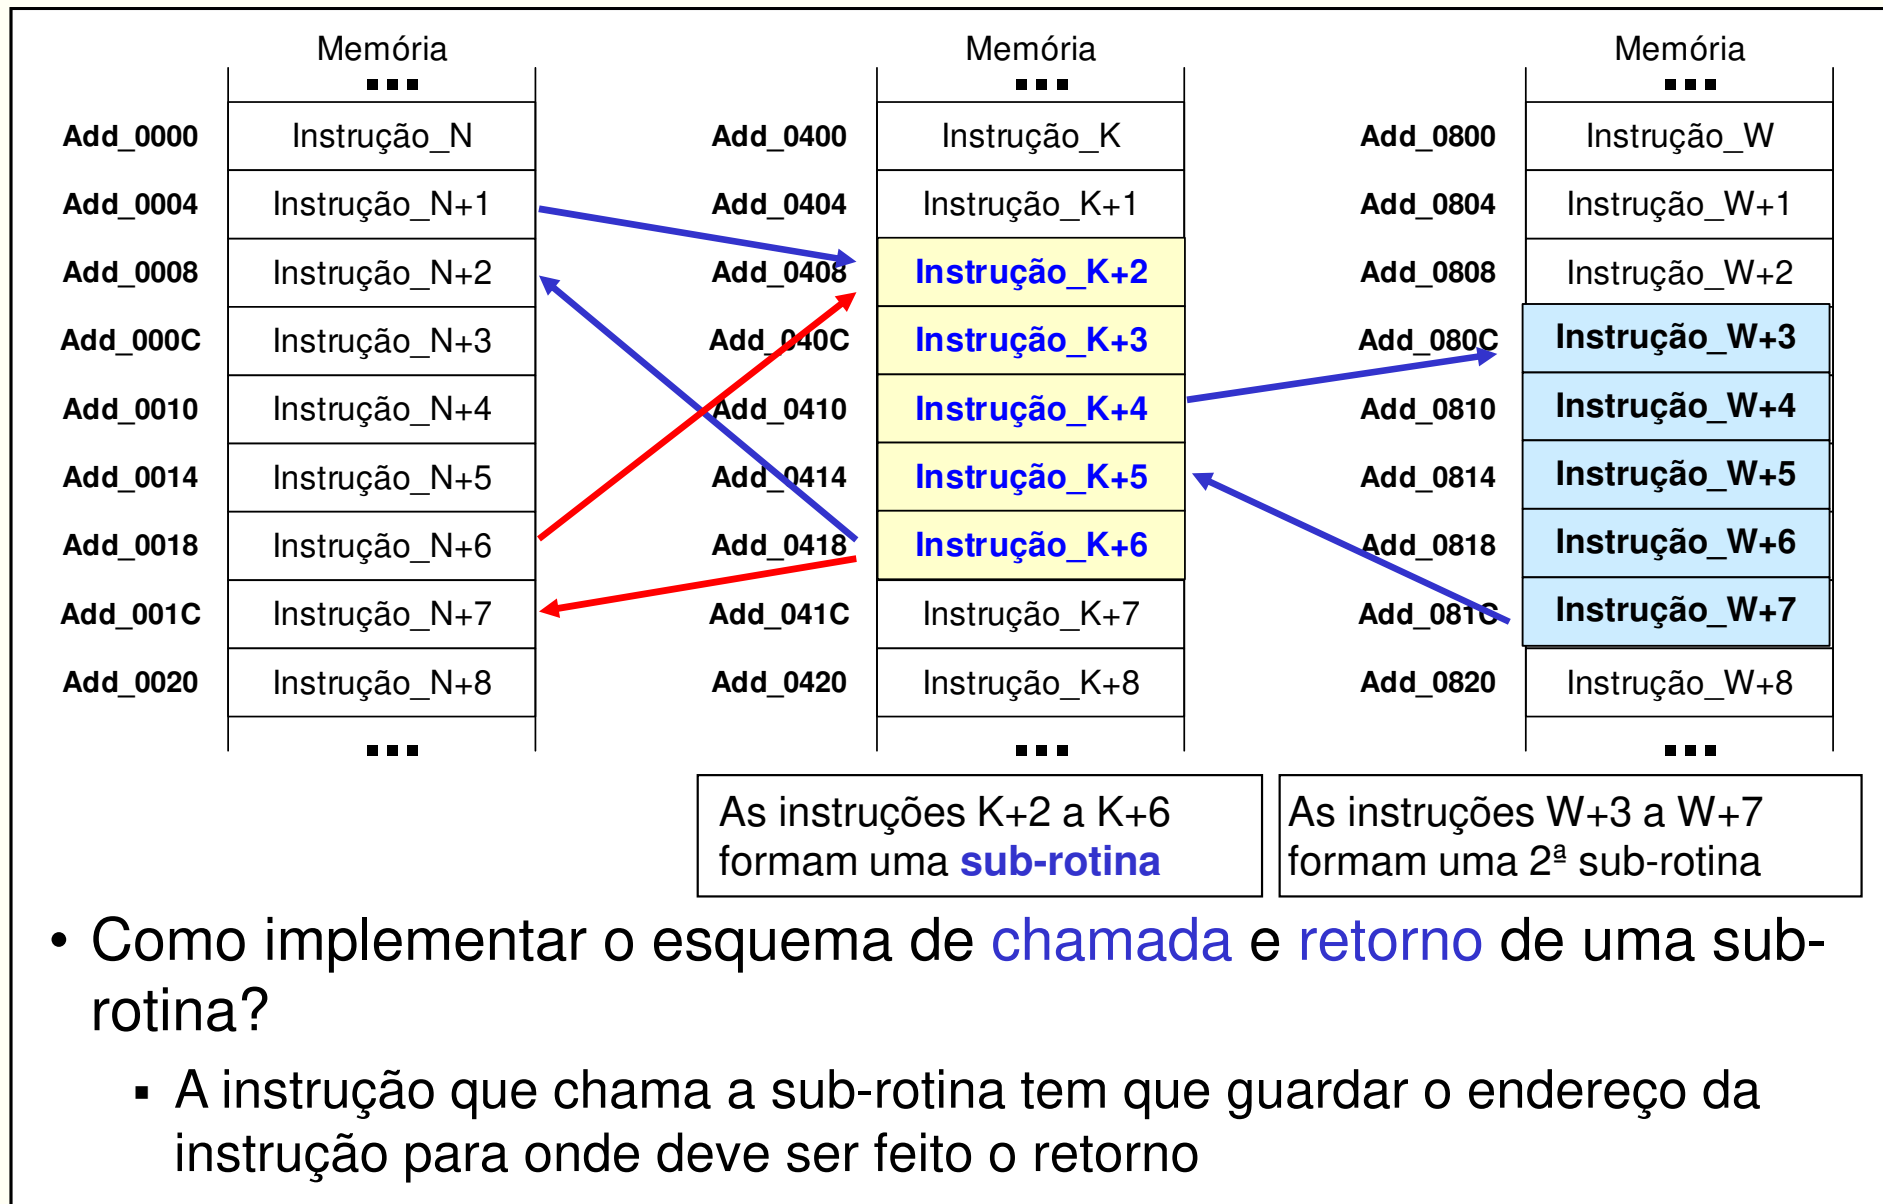 Memória Memória Memória
Add_0000 Instrução_N Add_0400 Instrução_K Add_0800 Instrução_W
Add_0004 Instrução_N+1 Add_0404 Instrução_K+1 Add_0804 Instrução_W+1
Add_0008 Instrução_N+2 Add_0408 Instrução_K+2 Add_0808 Instrução_W+2
Add_000C Instrução_N+3 Add_040C Instrução_K+3 Add_080C Instrução_W+3
Add_0010 Instrução_N+4 Add_0410 Instrução_K+4 Add_0810 Instrução_W+4
Add_0014 Instrução_N+5 Add_0414 Instrução_K+5 Add_0814 Instrução_W+5
Add_0018 Instrução_N+6 Add_0418 Instrução_K+6 Add_0818 Instrução_W+6
Add_001C Instrução_N+7 Add_041C Instrução_K+7 Add_081C Instrução_W+7
Add_0020 Instrução_N+8 Add_0420 Instrução_K+8 Add_0820 Instrução_W+8
As instruções K+2 a K+6
formam uma sub-rotina
As instruções W+3 a W+7
formam uma 2ª sub-rotina
• Como implementar o esquema de chamada e retorno de uma sub-
rotina?
▪ A instrução que chama a sub-rotina tem que guardar o endereço da
instrução para onde deve ser feito o retorno